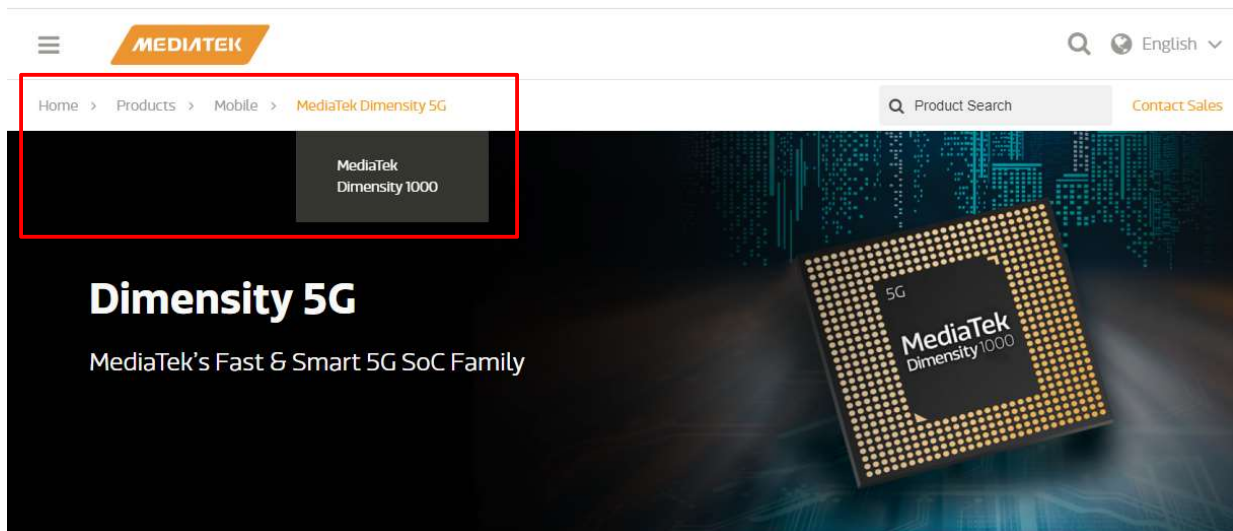 MEDIATEK
English
Home > Products > Mobile > MediaTek Dimensity 5G
Product Search
Contact Sales
MediaTek
Dimensity 1000
Dimensity 5G
MediaTek's Fast & Smart 5G SoC Family
5G
MediaTek
Dimensity 1000